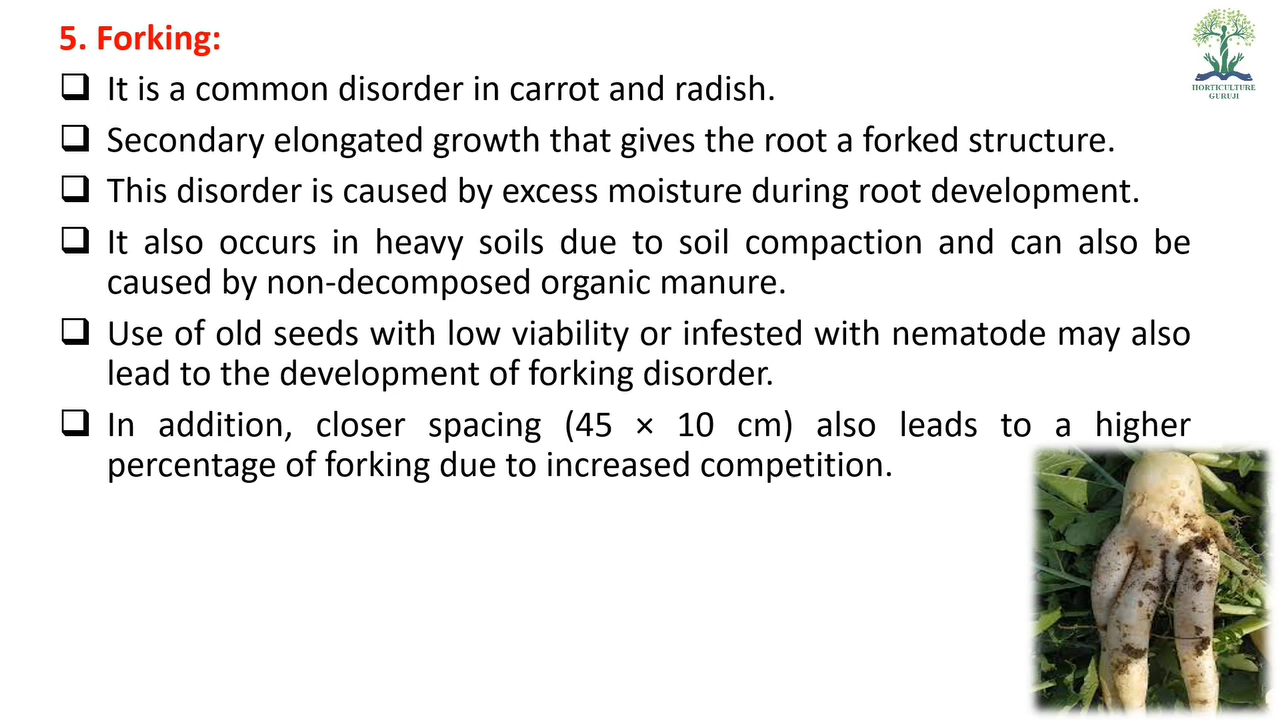 5. Forking:
HORTICULTURE
GURUJI
❑ It is a common disorder in carrot and radish.
❑ Secondary elongated growth that gives the root a forked structure.
❑ This disorder is caused by excess moisture during root development.
❑ It also occurs in heavy soils due to soil compaction and can also be
caused by non-decomposed organic manure.
❑ Use of old seeds with low viability or infested with nematode may also
lead to the development of forking disorder.
❑ In addition, closer spacing (45 × 10 cm) also leads to a higher
percentage of forking due to increased competition.